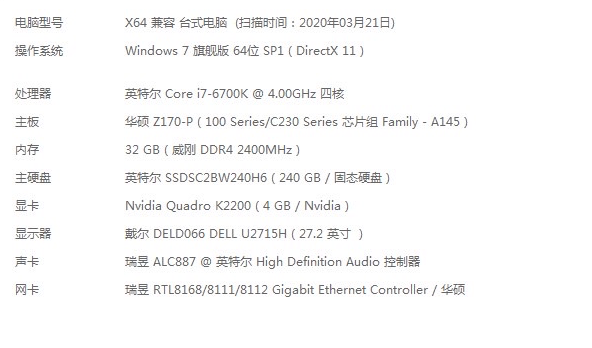 电脑型号 X64 兼容 台式电脑 (扫描时间：2020年03月21日)
操作系统 Windows 7 旗舰版 64位 SP1 ( DirectX 11 )
处理器 英特尔 Core i7-6700K @ 4.00GHz 四核
主板 华硕 Z170-P ( 100 Series/C230 Series 芯片组 Family - A145 )
内存 32 GB ( 威刚 DDR4 2400MHz )
主硬盘 英特尔 SSDSC2BW240H6 ( 240 GB / 固态硬盘 )
显卡 Nvidia Quadro K2200 ( 4 GB / Nvidia )
显示器 戴尔 DELD066 DELL U2715H ( 27.2 英寸 )
声卡 瑞昱 ALC887 @ 英特尔 High Definition Audio 控制器
网卡 瑞昱 RTL8168/8111/8112 Gigabit Ethernet Controller / 华硕